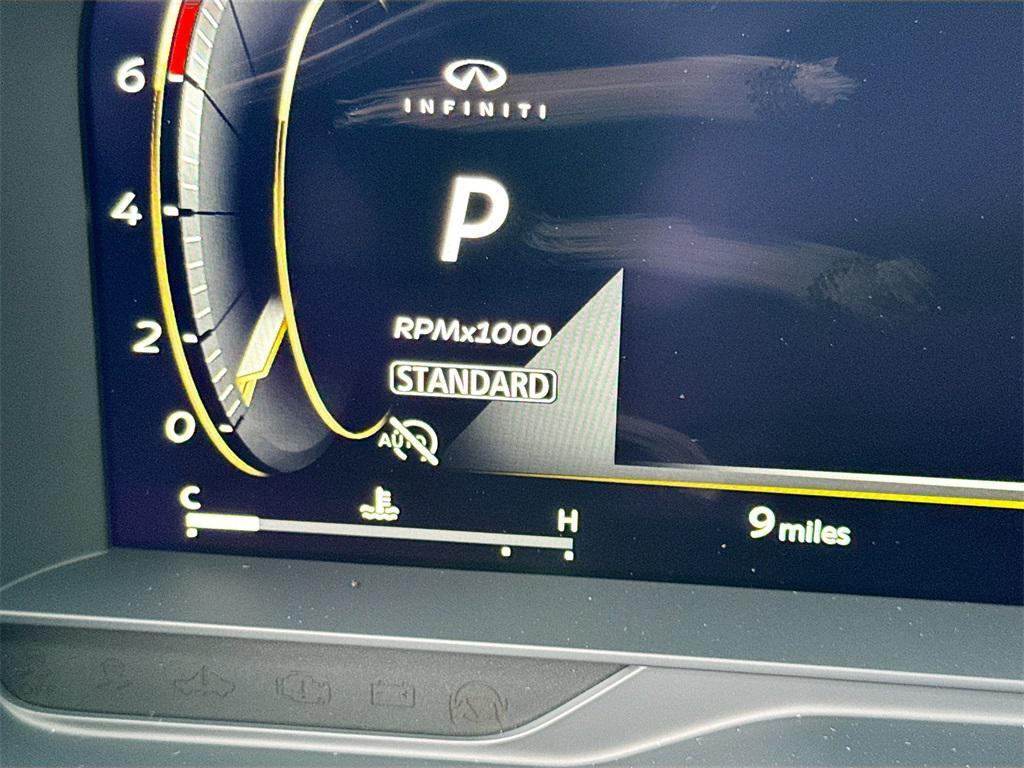 6
INFINITI
4
P
2
RPMx1000
STANDARD
0
AUTO
C
H
9 miles